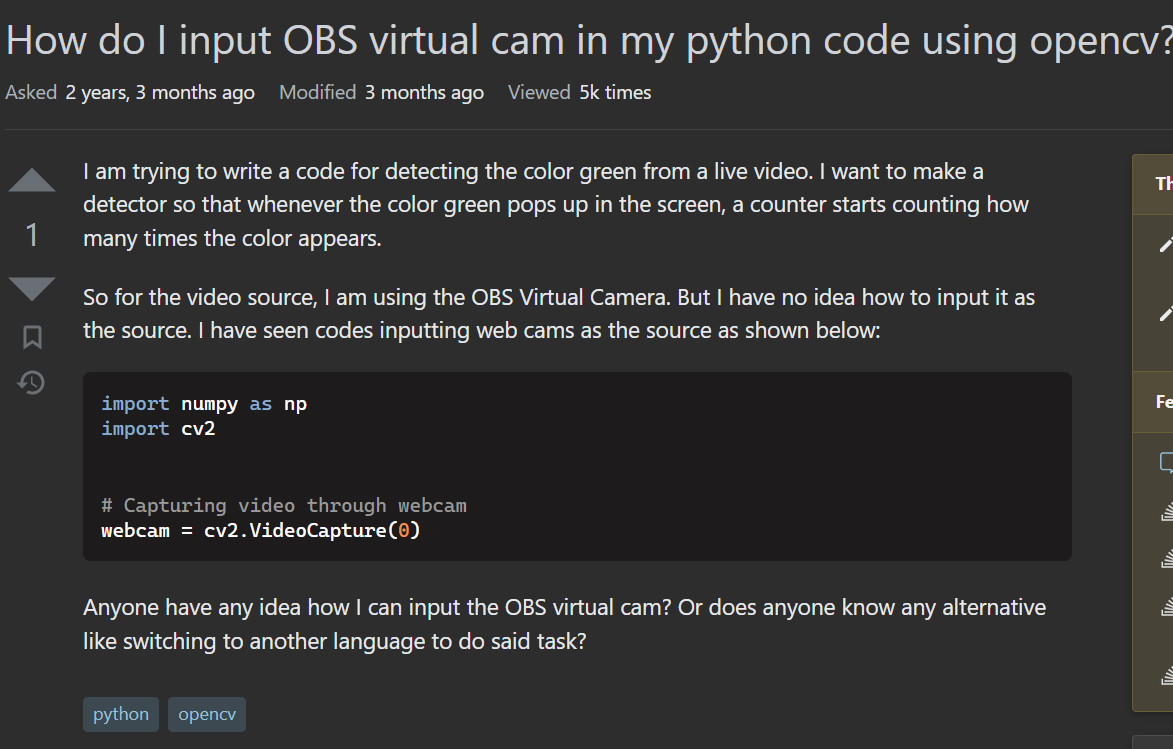 How do I input OBS virtual cam in my python code using opencv?
Asked 2 years, 3 months ago Modified 3 months ago Viewed 5k times
I am trying to write a code for detecting the color green from a live video. I want to make a
detector so that whenever the color green pops up in the screen, a counter starts counting how
1
many times the color appears.
So for the video source, I am using the OBS Virtual Camera. But I have no idea how to input it as
the source. I have seen codes inputting web cams as the source as shown below:
import numpy as np
import cv2
# Capturing video through webcam
webcam = cv2.VideoCapture(0)
Anyone have any idea how I can input the OBS virtual cam? Or does anyone know any alternative
like switching to another language to do said task?
python opencv